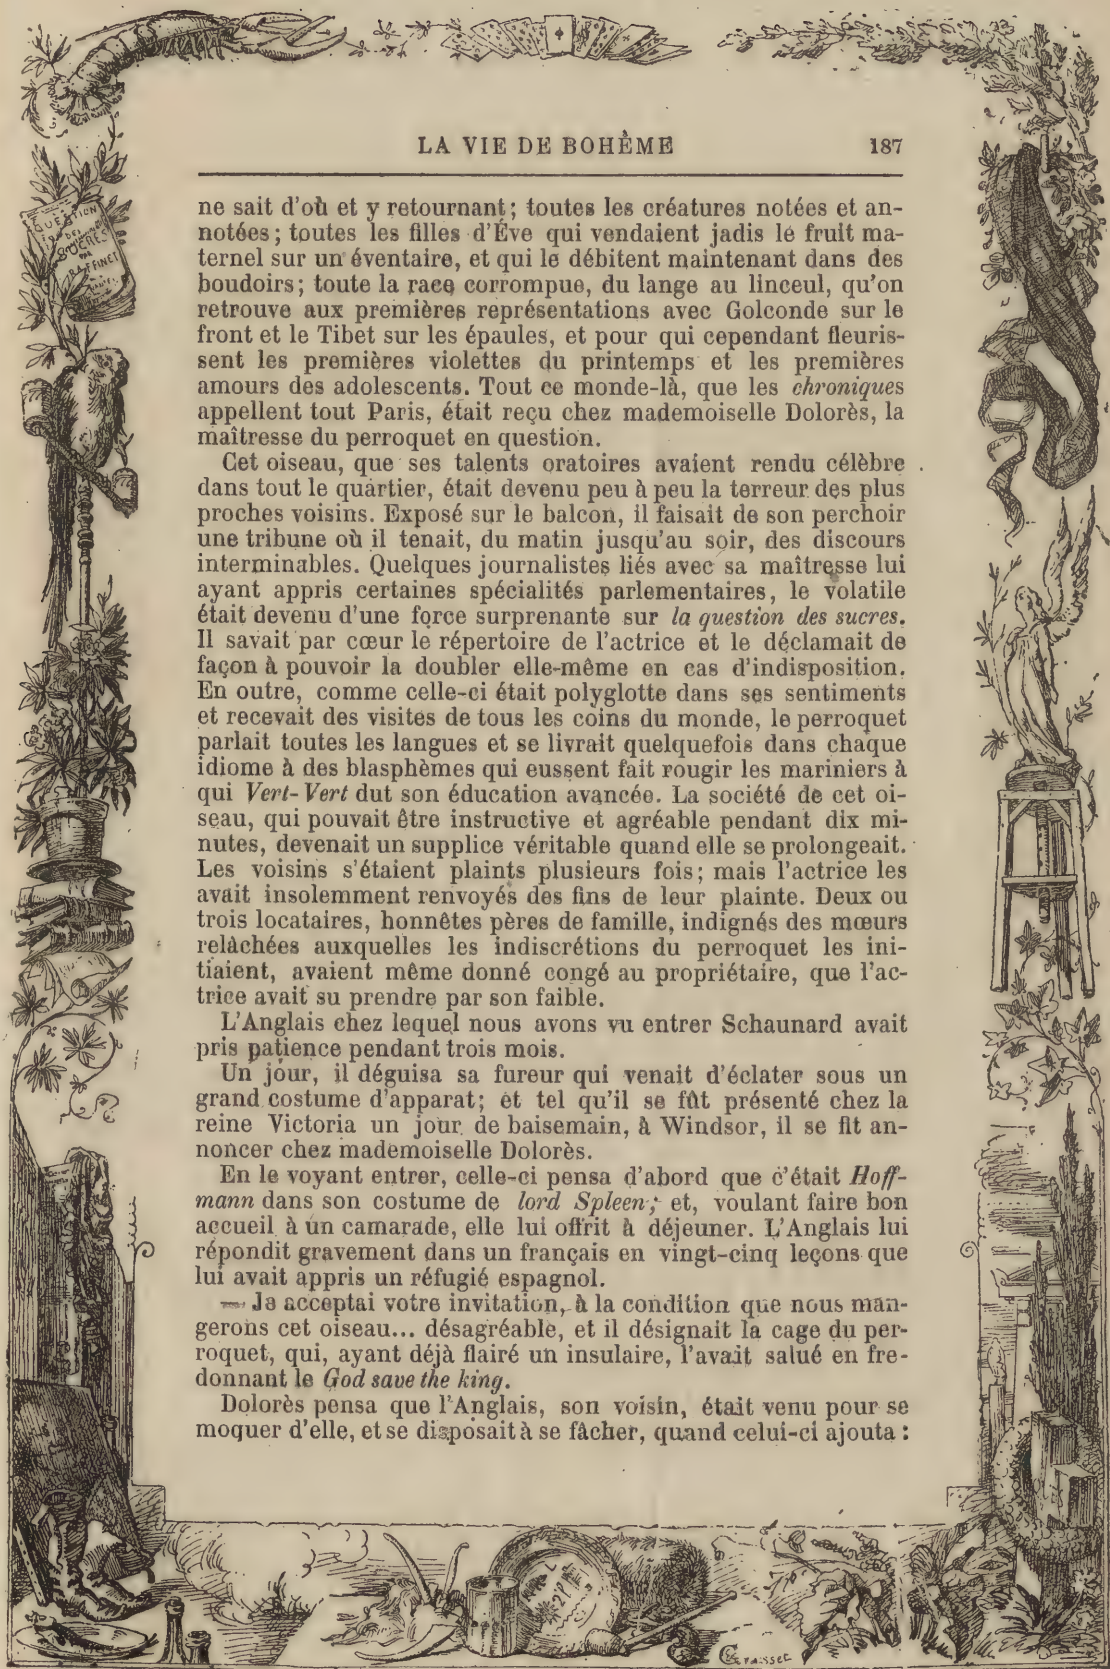 LA VIE DE BOHÈME 187
ne sait d'où et y retournant; toutes les créatures notées et an-
notées; toutes les filles d'Ève qui vendaient jadis le fruit ma-
ternel sur un éventaire, et qui le débitent maintenant dans des
boudoirs; toute la race corrompue, du lange au linceul, qu'on
retrouve aux premières représentations avec Golconde sur le
front et le Tibet sur les épaules, et pour qui cependant fleuris-
sent les premières violettes du printemps et les premières
amours des adolescents. Tout ce monde-là, que les chroniques
appellent tout Paris, était reçu chez mademoiselle Dolorès, la
maîtresse du perroquet en question.
Cet oiseau, que ses talents oratoires avaient rendu célèbre
dans tout le quartier, était devenu peu à peu la terreur des plus
proches voisins. Exposé sur le balcon, il faisait de son perchoir
une tribune où il tenait, du matin jusqu'au soir, des discours
interminables. Quelques journalistes liés avec sa maîtresse lui
ayant appris certaines spécialités parlementaires, le volatile
était devenu d'une force surprenante sur la question des sucres.
Il savait par cœur le répertoire de l'actrice et le déclamait de
façon à pouvoir la doubler elle-même en cas d'indisposition.
En outre, comme celle-ci était polyglotte dans ses sentiments
et recevait des visites de tous les coins du monde, le perroquet
parlait toutes les langues et se livrait quelquefois dans chaque
idiome à des blasphèmes qui eussent fait rougir les mariniers à
qui Vert-Vert dut son éducation avancée. La société de cet oi-
seau, qui pouvait être instructive et agréable pendant dix mi-
nutes, devenait un supplice véritable quand elle se prolongeait.
Les voisins s'étaient plaints plusieurs fois; mais l'actrice les
avait insolemment renvoyés des fins de leur plainte. Deux ou
trois locataires, honnêtes pères de famille, indignés des mœurs
relâchées auxquelles les indiscrétions du perroquet les ini-
tiaient, avaient même donné congé au propriétaire, que l'ac-
trice avait su prendre par son faible.
L'Anglais chez lequel nous avons vu entrer Schaunard avait
pris patience pendant trois mois.
Un jour, il déguisa sa fureur qui venait d'éclater sous un
grand costume d'apparat; et tel qu'il se fût présenté chez la
reine Victoria un jour de baisemain, à Windsor, il se fit an-
noncer chez mademoiselle Dolorès.
En le voyant entrer, celle-ci pensa d'abord que c'était Hoff-
mann dans son costume de lord Spleen; et, voulant faire bon
accueil à un camarade, elle lui offrit à déjeuner. L'Anglais lui
répondit gravement dans un français en vingt-cinq leçons que
lui avait appris un réfugié espagnol.
— Je acceptai votre invitation, à la condition que nous man-
gerons cet oiseau... désagréable, et il désignait la cage du per-
roquet, qui, ayant déjà flairé un insulaire, l'avait salué en fre-
donnant le God save the king.
Dolorès pensa que l'Anglais, son voisin, était venu pour se
moquer d'elle, et se disposait à se fâcher, quand celui-ci ajouta :
QUESTION
DES
SUCRES
RAFFINET